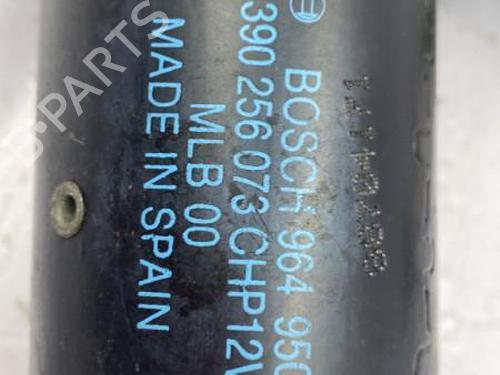 BOSCH 964 950
390 256 073 CHP12V
MLB 00
MADE IN SPAIN
B-PARTS